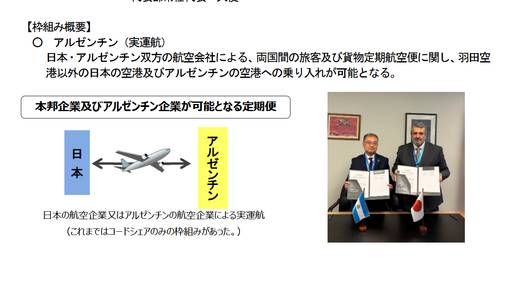 【枠組み概要】
〇 アルゼンチン（実運航）
日本・アルゼンチン双方の航空会社による、両国間の旅客及び貨物定期航空便に関し、羽田空
港以外の日本の空港及びアルゼンチンの空港への乗り入れが可能となる。
本邦企業及びアルゼンチン企業が可能となる定期便
日本
アルゼンチン
日本の航空企業又はアルゼンチンの航空企業による実運航
（これまではコードシェアのみの枠組みがあった。）